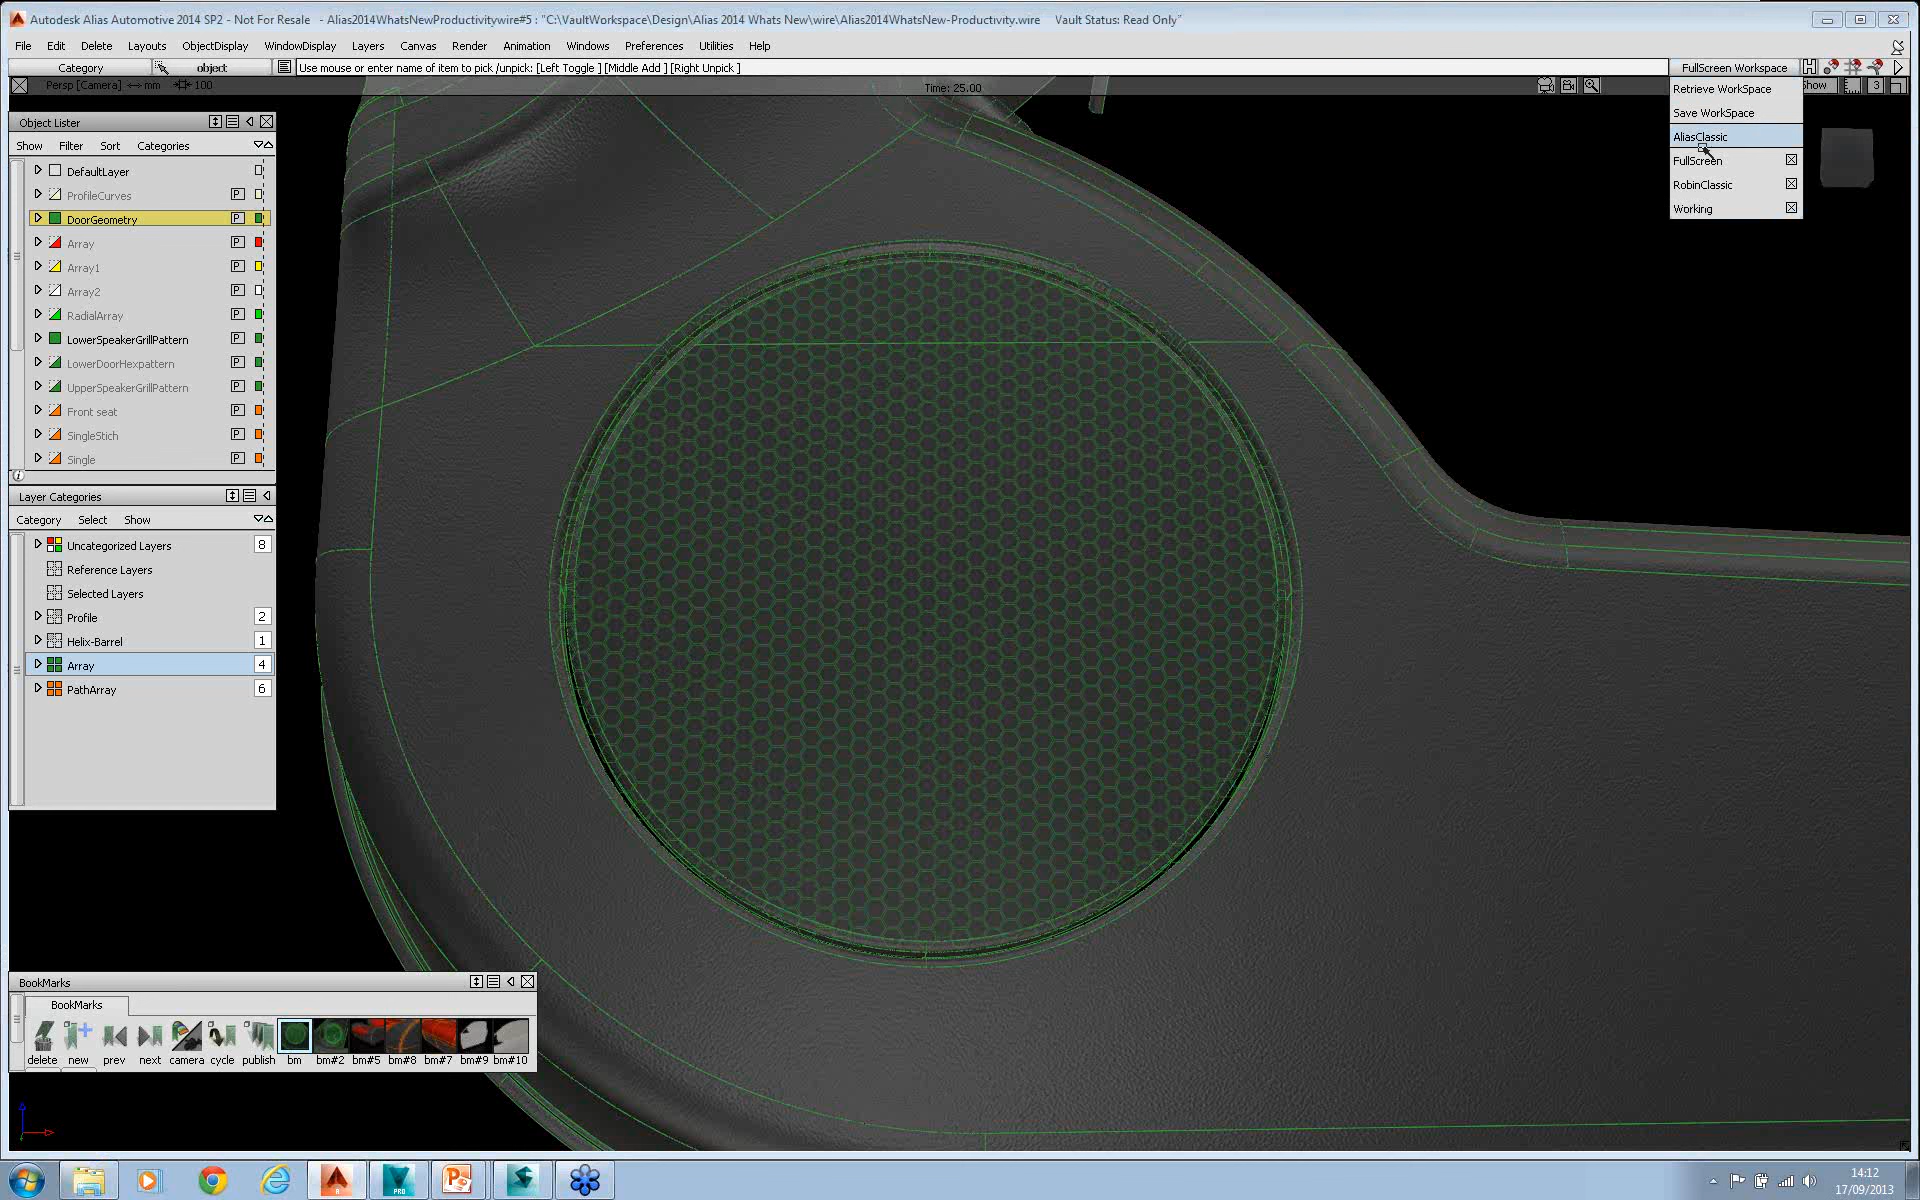 Autodesk Alias Automotive 2014 SP2 - Not For Resale - Alias2014WhatsNewProductivitywire#5 : "C:\VaultWorkspace\Design\Alias 2014 Whats New\wire\Alias2014WhatsNew-Productivity.wire Vault Status: Read Only"
File Edit Delete Layouts ObjectDisplay WindowDisplay Layers Canvas Render Animation Windows Preferences Utilities Help
Category object Use mouse or enter name of item to pick /unpick: [Left Toggle ] [Middle Add ] [Right Unpick ] FullScreen Workspace
Persp [Camera] <-> mm 100 Time: 25.00 Show 3
Retrieve WorkSpace
Save WorkSpace
AliasClassic
FullScreen
RobinClassic
Working
Object Lister
Show Filter Sort Categories
DefaultLayer
ProfileCurves P
DoorGeometry P
Array P
Array1 P
Array2 P
RadialArray P
LowerSpeakerGrillPattern P
LowerDoorHexpattern P
UpperSpeakerGrillPattern P
Front seat P
SingleStich P
Single P
Layer Categories
Category Select Show
Uncategorized Layers 8
Reference Layers
Selected Layers
Profile 2
Helix-Barrel 1
Array 4
PathArray 6
BookMarks
BookMarks
delete new prev next camera cycle publish bm bm#2 bm#5 bm#8 bm#7 bm#9 bm#10
PRO
14:12
17/09/2013